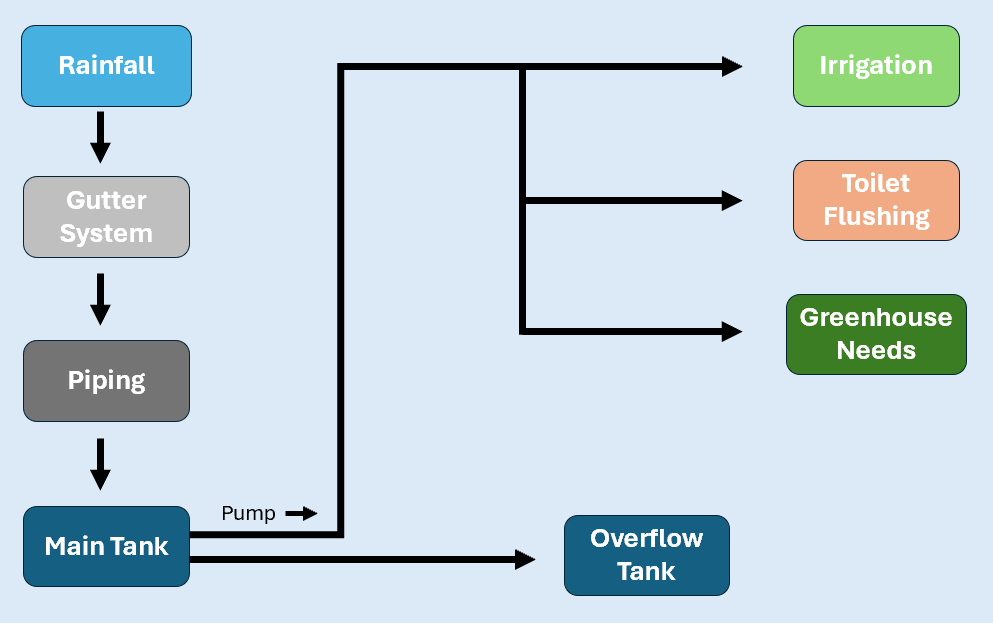 Rainfall
Gutter
System
Piping
Main Tank
Pump
Irrigation
Toilet
Flushing
Greenhouse
Needs
Overflow
Tank